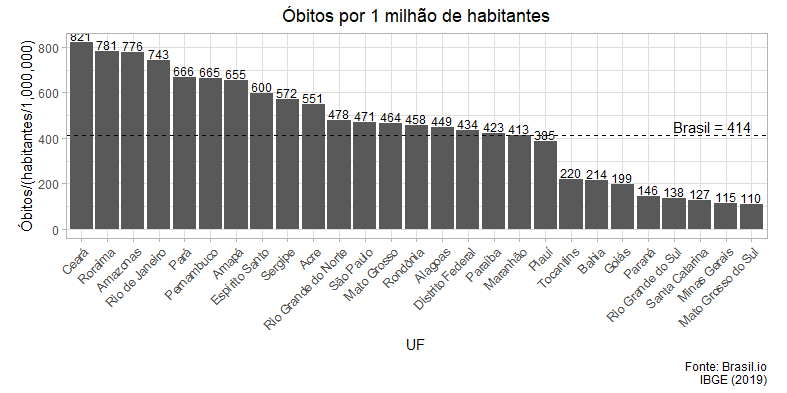 Óbitos por 1 milhão de habitantes
Óbitos/(habitantes/1,000,000)
800
600
400
200
0
821
781
776
743
666
665
655
600
572
551
478
471
464
458
449
434
423
413
385
220
214
199
146
138
127
115
110
Brasil = 414
Ceará
Roraima
Amazonas
Rio de Janeiro
Pará
Pernambuco
Amapá
Espírito Santo
Sergipe
Acre
Rio Grande do Norte
São Paulo
Mato Grosso
Rondônia
Alagoas
Distrito Federal
Paraíba
Maranhão
Piauí
Tocantins
Bahia
Goiás
Paraná
Rio Grande do Sul
Santa Catarina
Minas Gerais
Mato Grosso do Sul
UF
Fonte: Brasil.io
IBGE (2019)